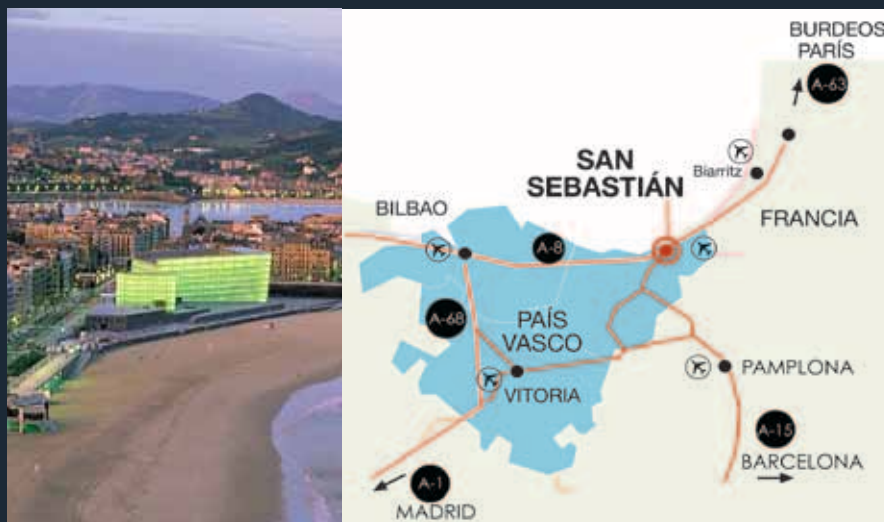 BURDEOS
PARÍS
A-63
SAN
SEBASTIÁN
Biarritz
BILBAO
FRANCIA
A-8
A-68
PAÍS
VASCO
PAMPLONA
VITORIA
A-15
BARCELONA
A-1
MADRID